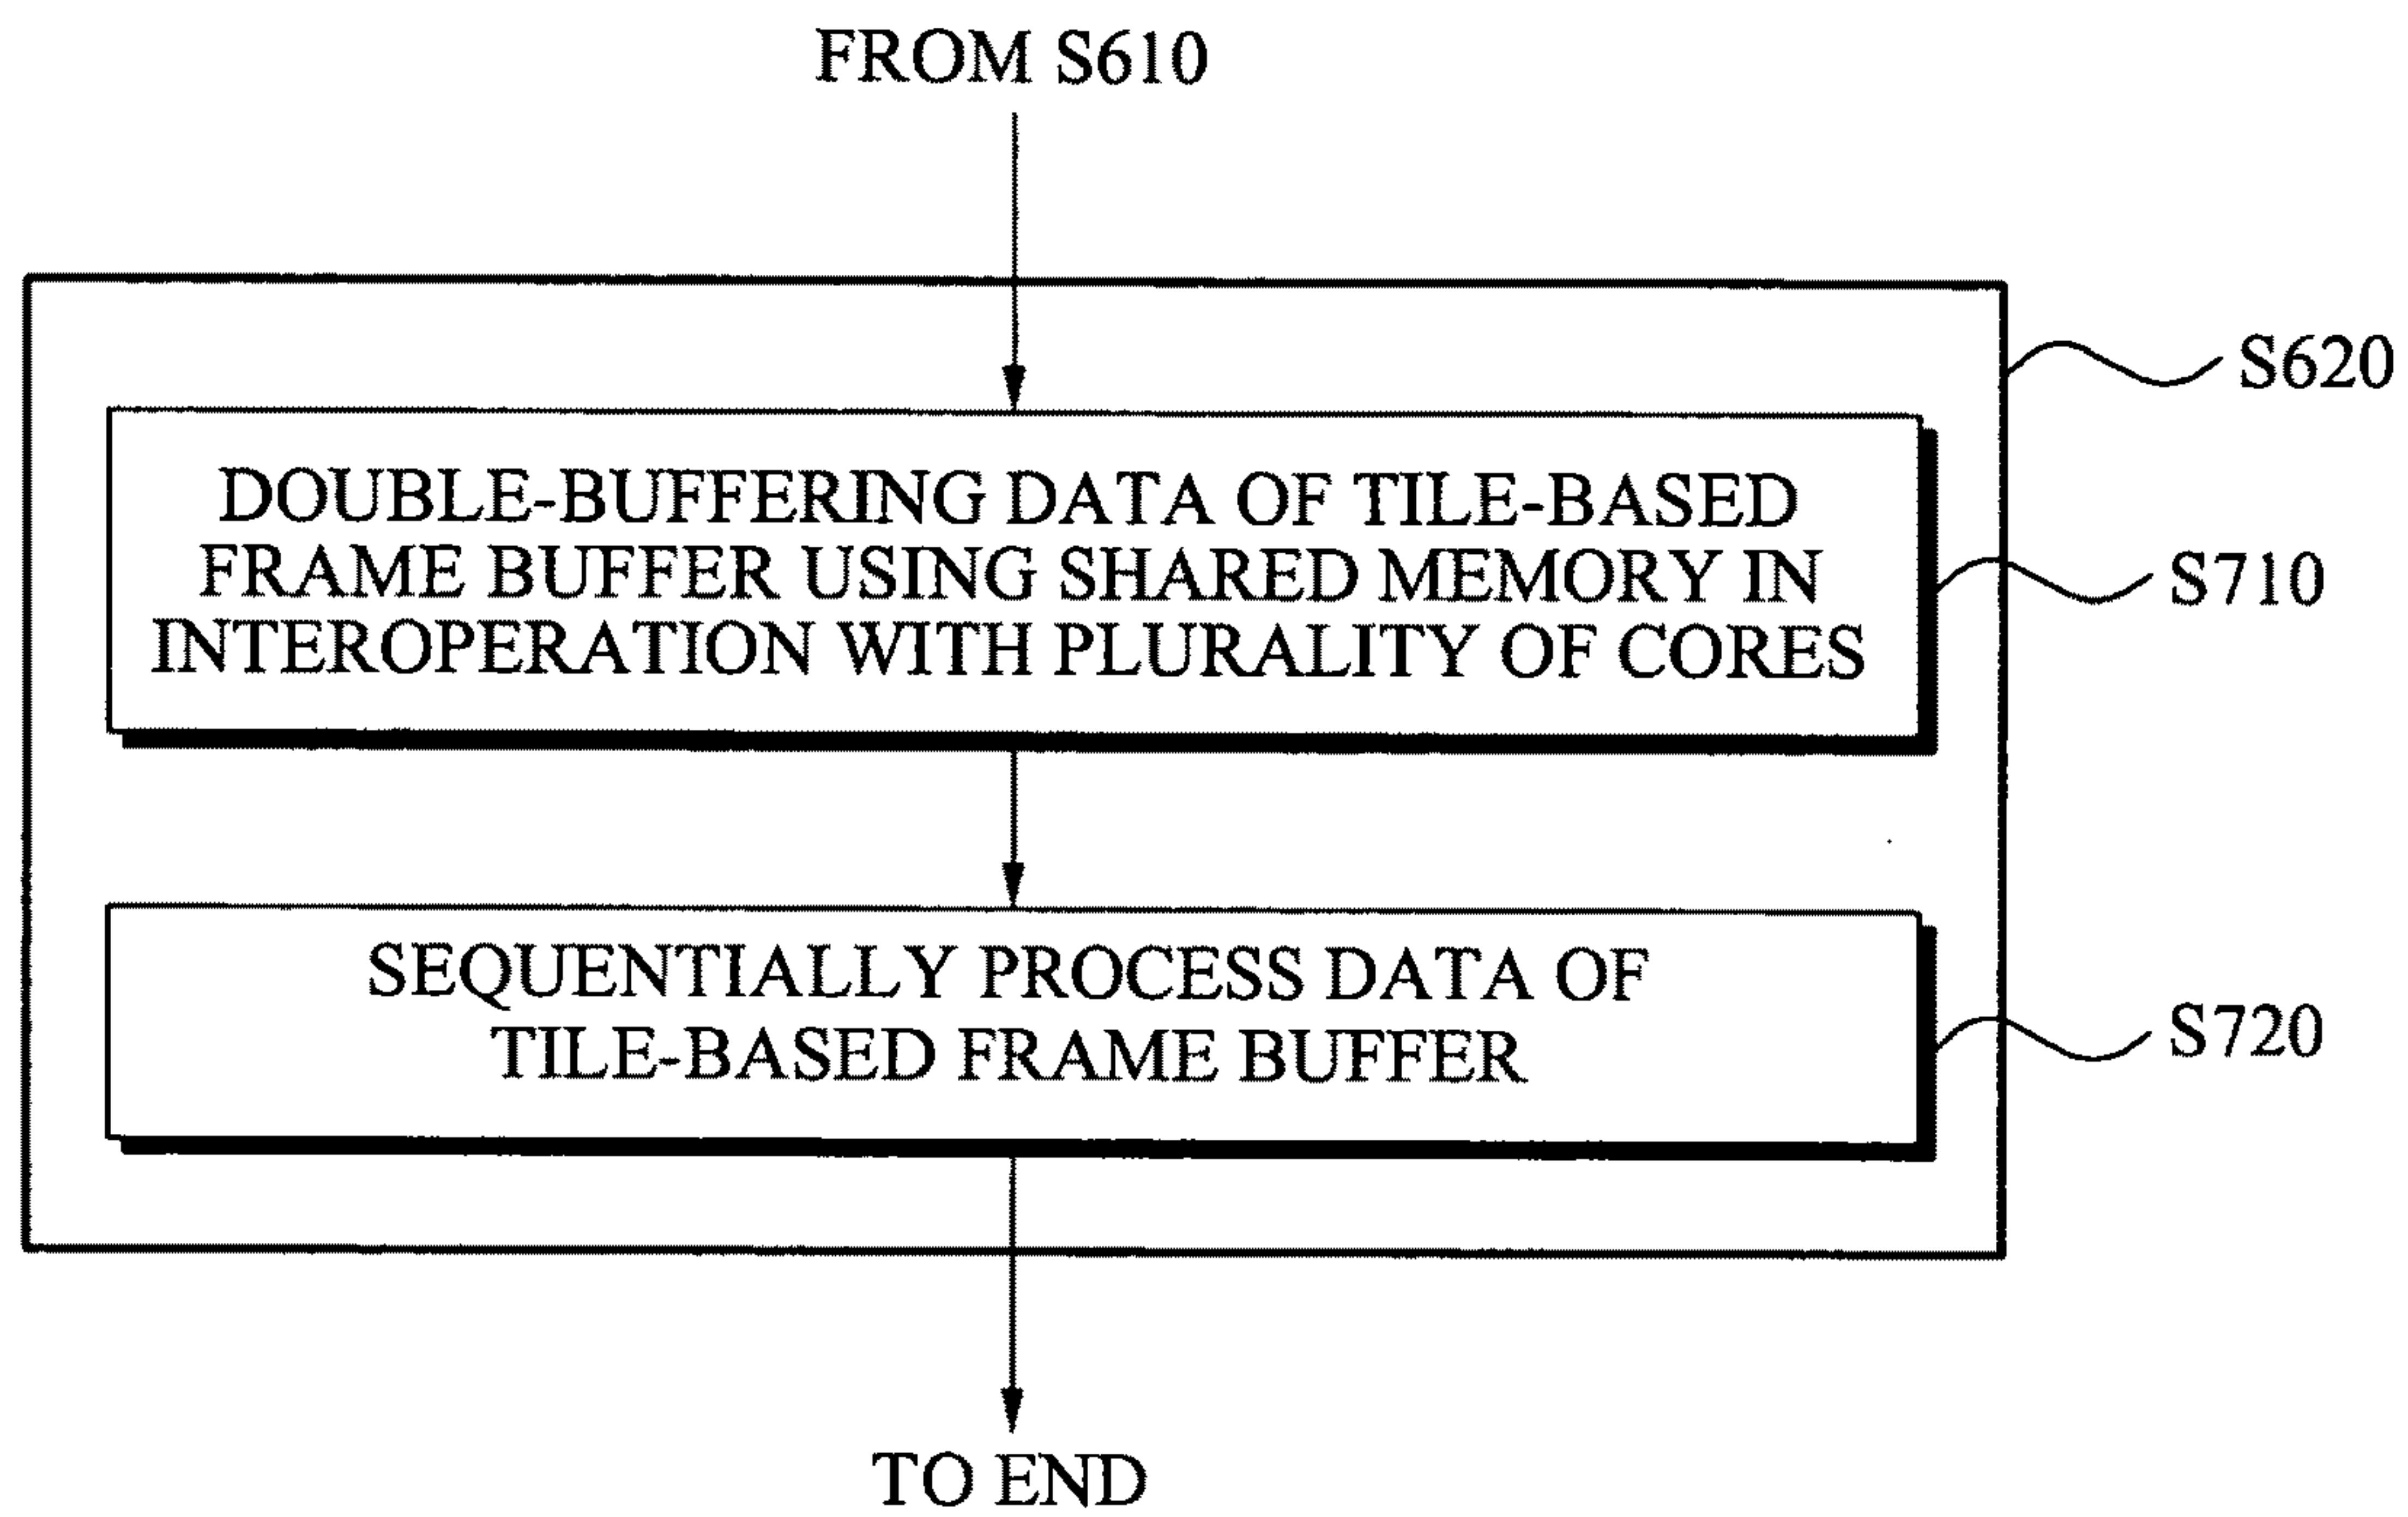 FROM S610
S620
DOUBLE-BUFFERING DATA OF TILE-BASED
FRAME BUFFER USING SHARED MEMORY IN
INTEROPERATION WITH PLURALITY OF CORES
S710
SEQUENTIALLY PROCESS DATA OF
TILE-BASED FRAME BUFFER
S720
TO END